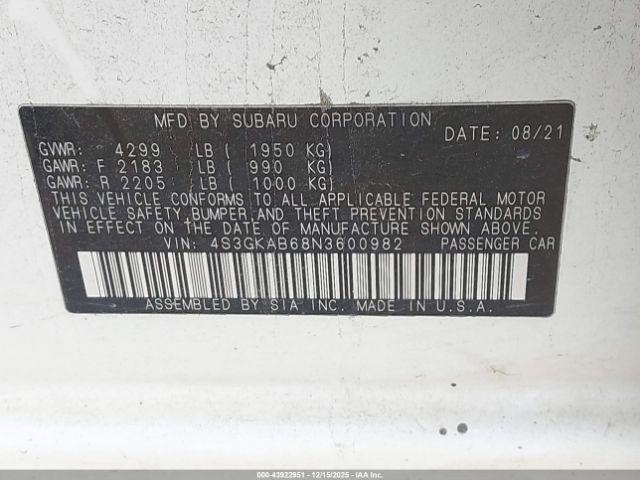 MFD BY SUBARU CORPORATION
DATE: 08/21
GVWR: 4299 LB ( 1950 KG)
GAWR: F 2183 LB ( 990 KG)
GAWR: R 2205 LB ( 1000 KG)
THIS VEHICLE CONFORMS TO ALL APPLICABLE FEDERAL MOTOR
VEHICLE SAFETY, BUMPER, AND THEFT PREVENTION STANDARDS
IN EFFECT ON THE DATE OF MANUFACTURE SHOWN ABOVE.
VIN: 4S3GKAB68N3600982 PASSENGER CAR
ASSEMBLED BY SIA INC. MADE IN U.S.A.
000-43922951 - 12/15/2025 - IAAI.com